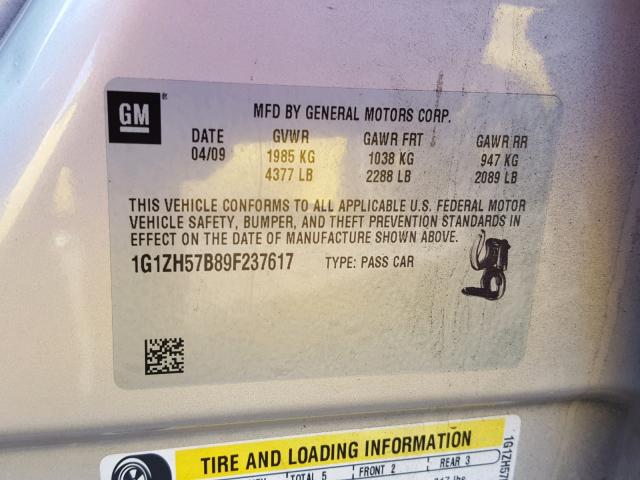 GM
MFD BY GENERAL MOTORS CORP.
DATE GVWR GAWR FRT GAWR RR
04/09 1985 KG 1038 KG 947 KG
4377 LB 2288 LB 2089 LB
THIS VEHICLE CONFORMS TO ALL APPLICABLE U.S. FEDERAL MOTOR
VEHICLE SAFETY, BUMPER, AND THEFT PREVENTION STANDARDS IN
EFFECT ON THE DATE OF MANUFACTURE SHOWN ABOVE.
1G1ZH57B89F237617 TYPE: PASS CAR
TIRE AND LOADING INFORMATION
TOTAL 5 FRONT 2 REAR 3
1G1ZH57